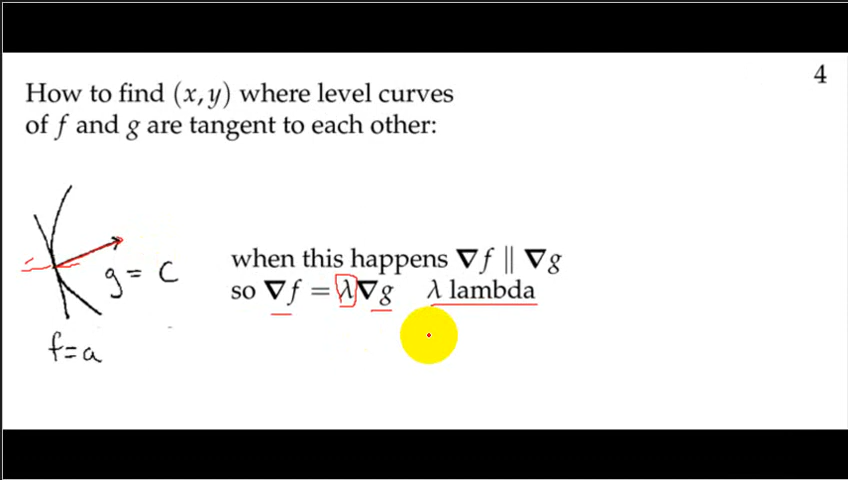 4
How to find (x, y) where level curves
of f and g are tangent to each other:
g = c
f=a
when this happens ∇f ∥ ∇g
so ∇f = λ∇g λ lambda